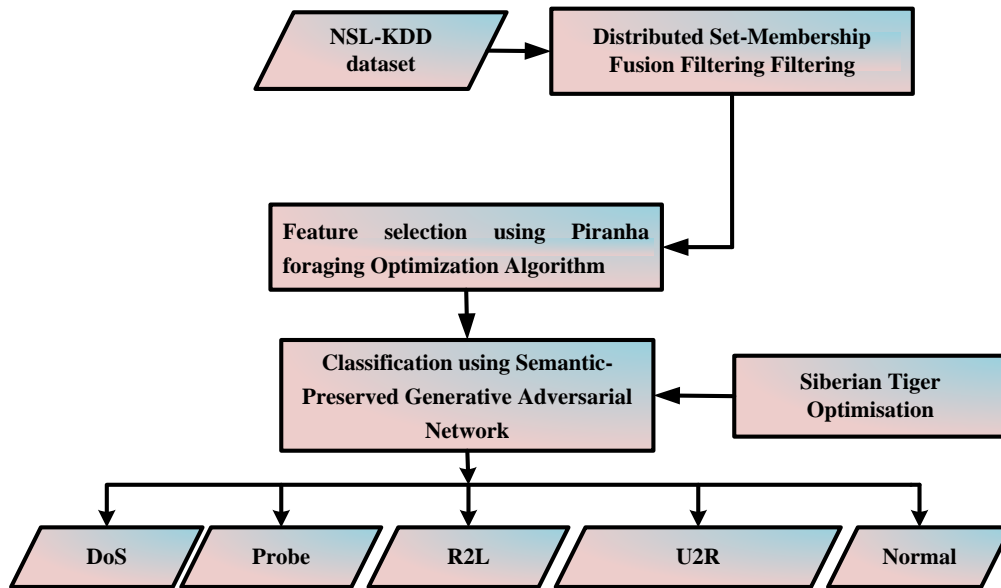 NSL-KDD
dataset
Distributed Set-Membership
Fusion Filtering Filtering
Feature selection using Piranha
foraging Optimization Algorithm
Classification using Semantic-
Preserved Generative Adversarial
Network
Siberian Tiger
Optimisation
DoS
Probe
R2L
U2R
Normal